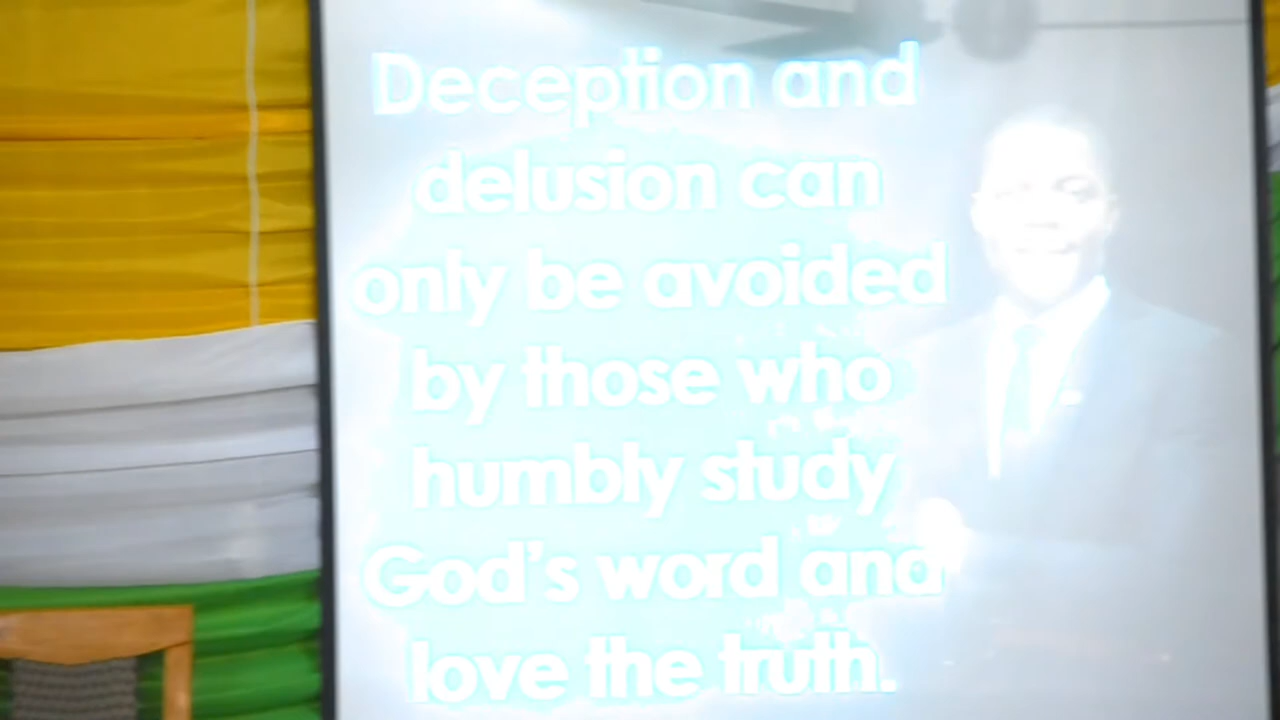 Deception and
delusion can
only be avoided
by those who
humbly study
God's word and
love the truth.